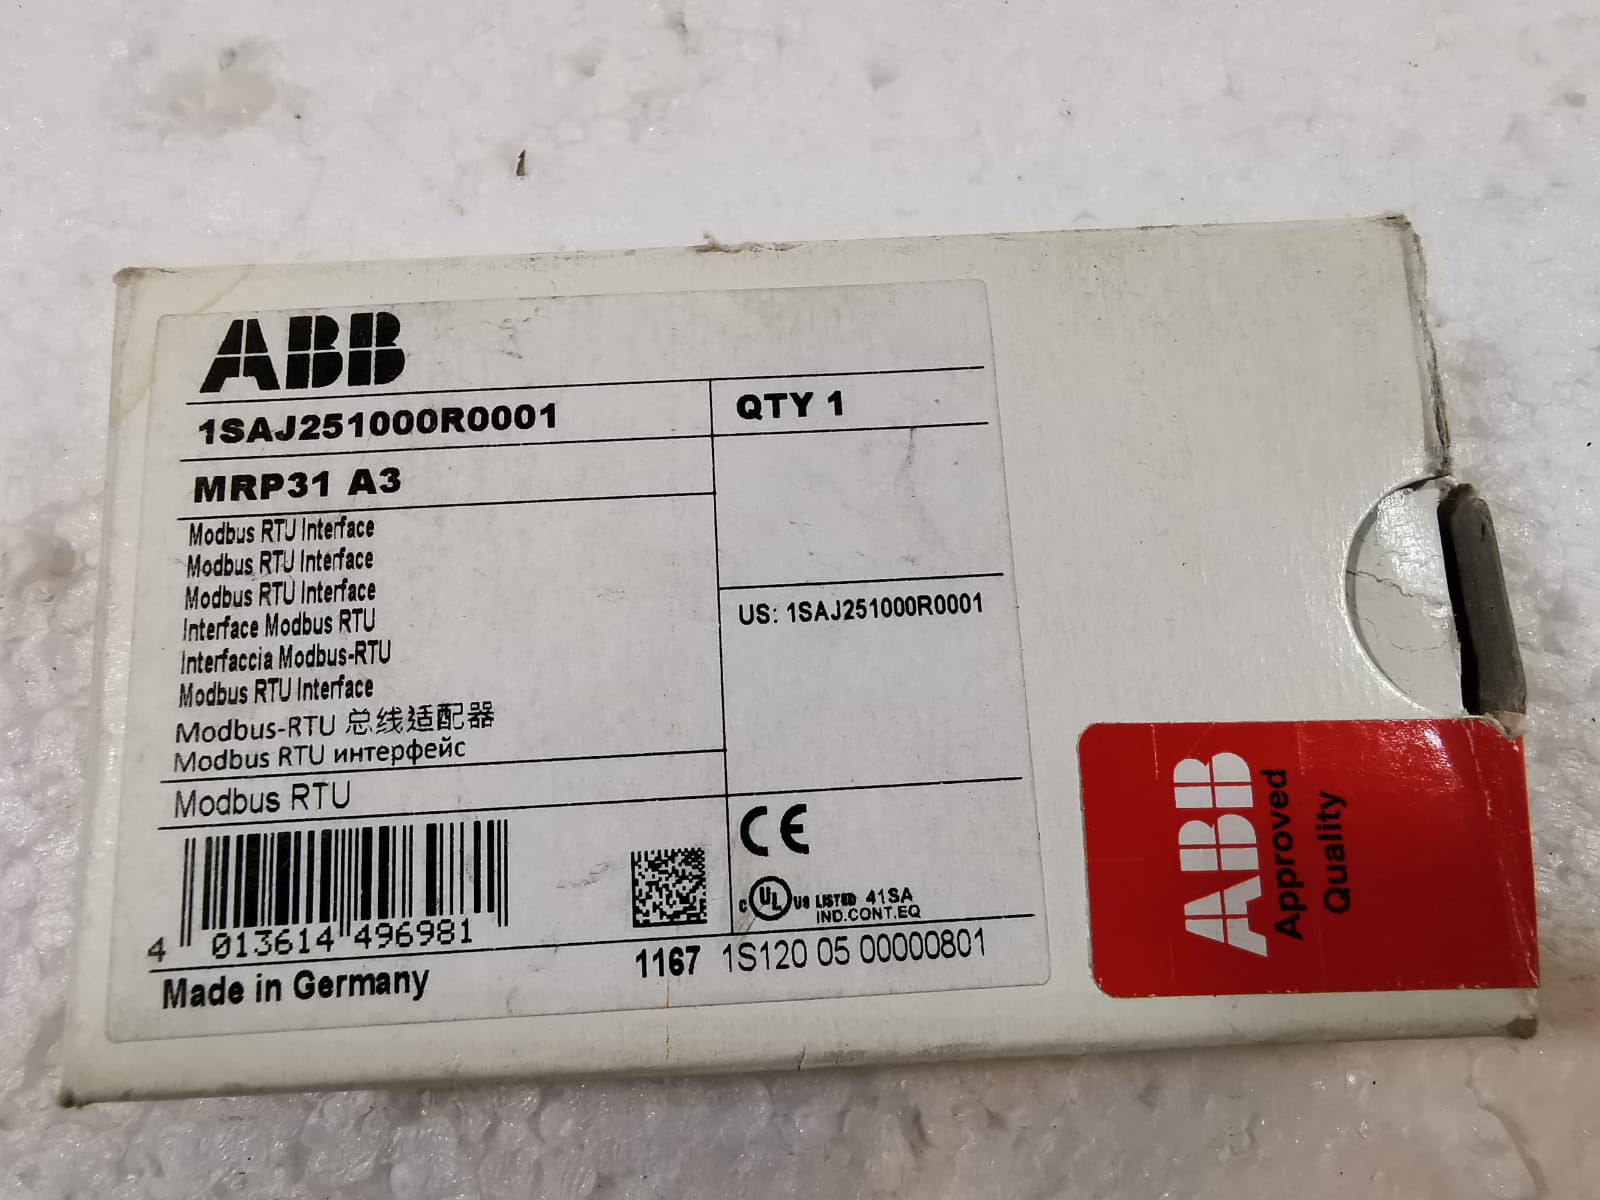 ABB
1SAJ251000R0001
QTY 1
MRP31 A3
Modbus RTU Interface
Modbus RTU Interface
Modbus RTU Interface
Interface Modbus RTU
Interfaccia Modbus-RTU
Modbus RTU Interface
Modbus-RTU 总线适配器
Modbus RTU интерфейс
US: 1SAJ251000R0001
Modbus RTU
CE
c UL US LISTED 41SA
IND.CONT.EQ
4 013614 496981
1167 1S120 05 00000801
Made in Germany
ABB
Approved
Quality